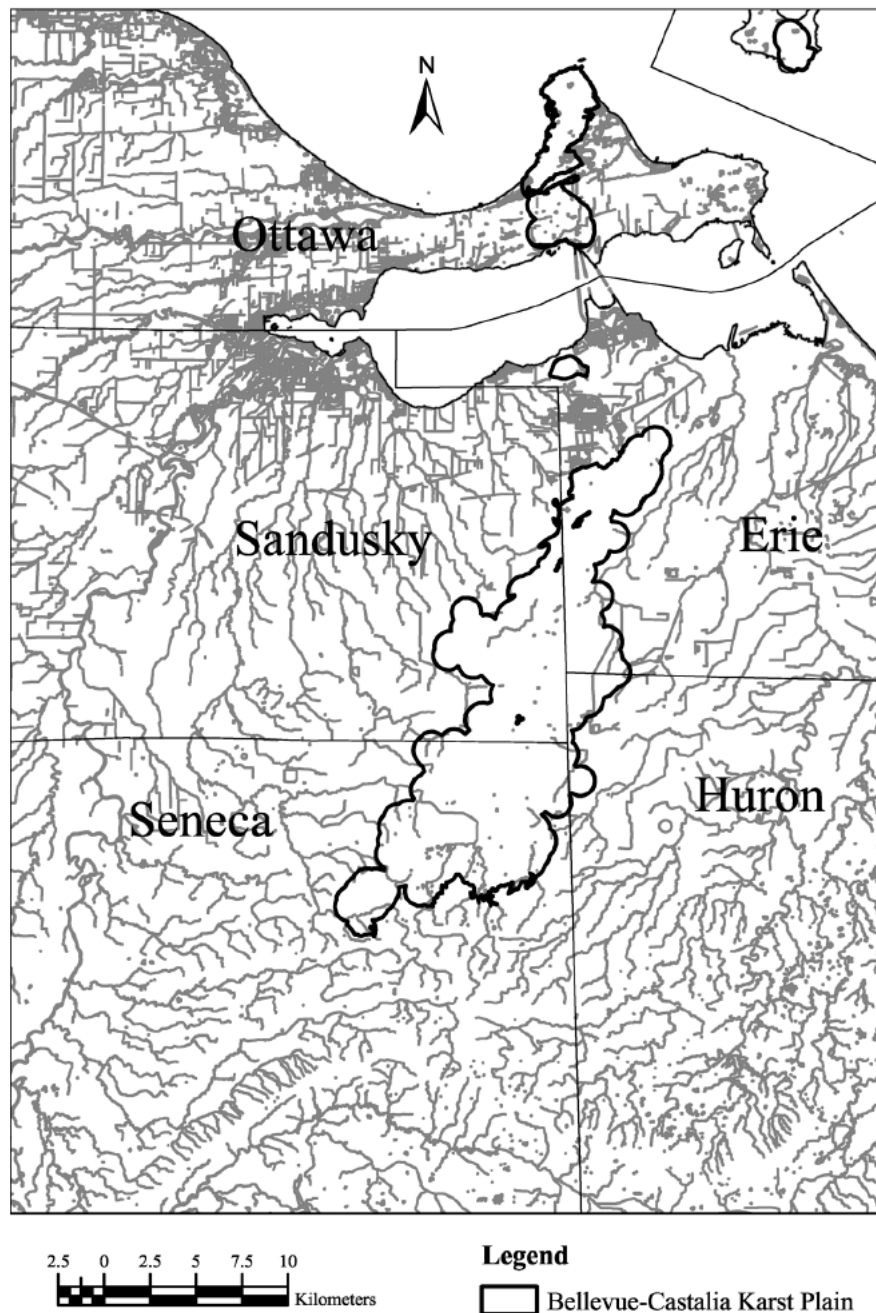 N
Ottawa
Sandusky
Erie
Seneca
Huron
2.5 0 2.5 5 7.5 10
Kilometers
Legend
Bellevue-Castalia Karst Plain